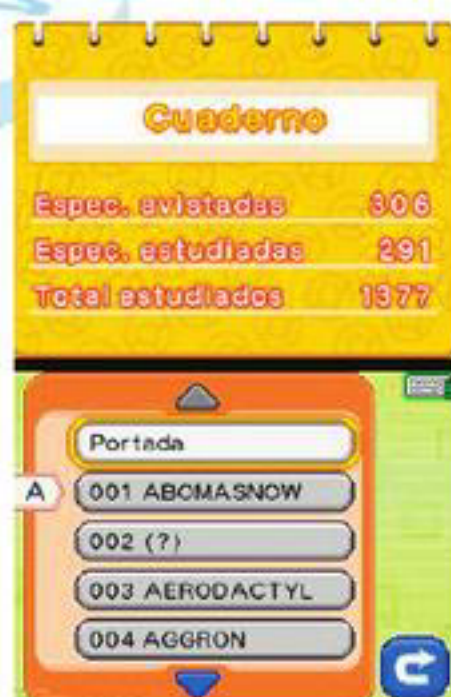 Cuaderno
Espec. avistadas 306
Espec. estudiadas 291
Total estudiados 1377
Portada
A
001 ABOMASNOW
002 (?)
003 AERODACTYL
004 AGGRON